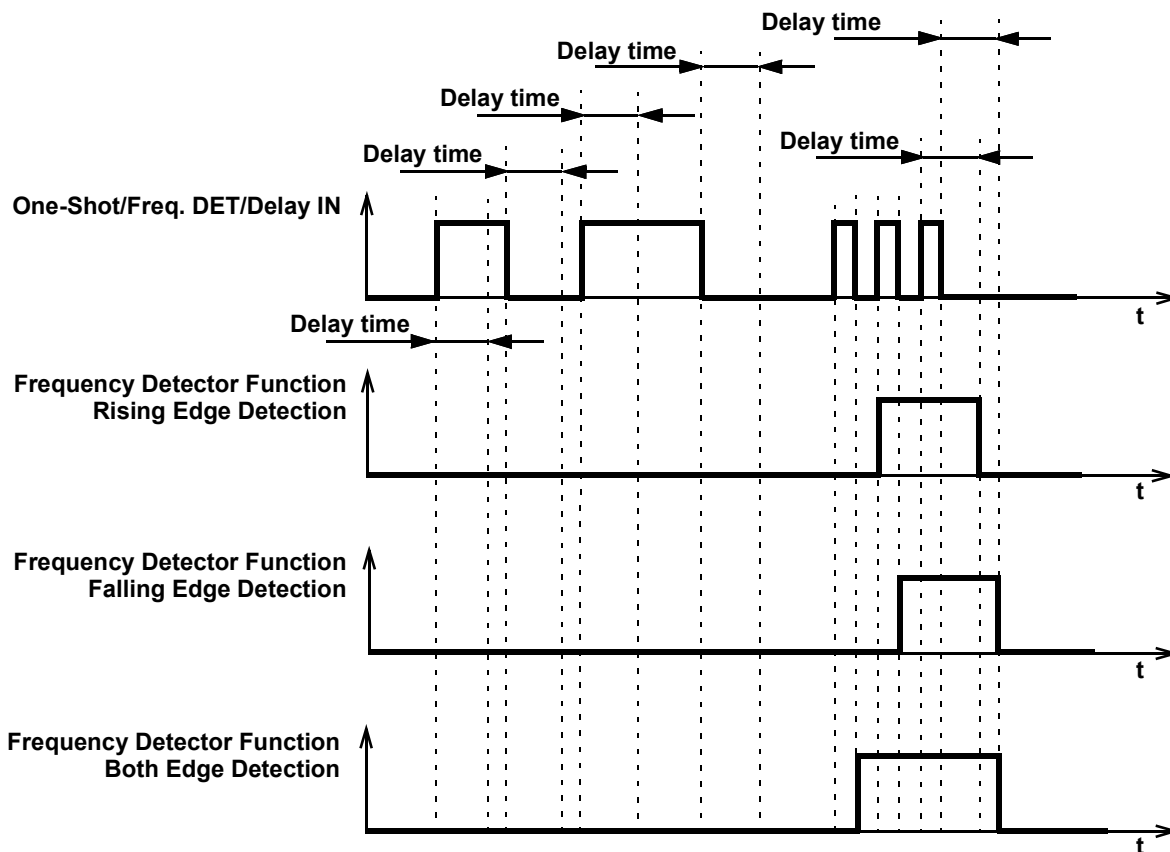 Delay time
Delay time
Delay time
Delay time
Delay time
One-Shot/Freq. DET/Delay IN
t
Delay time
Frequency Detector Function
Rising Edge Detection
t
Frequency Detector Function
Falling Edge Detection
t
Frequency Detector Function
Both Edge Detection
t